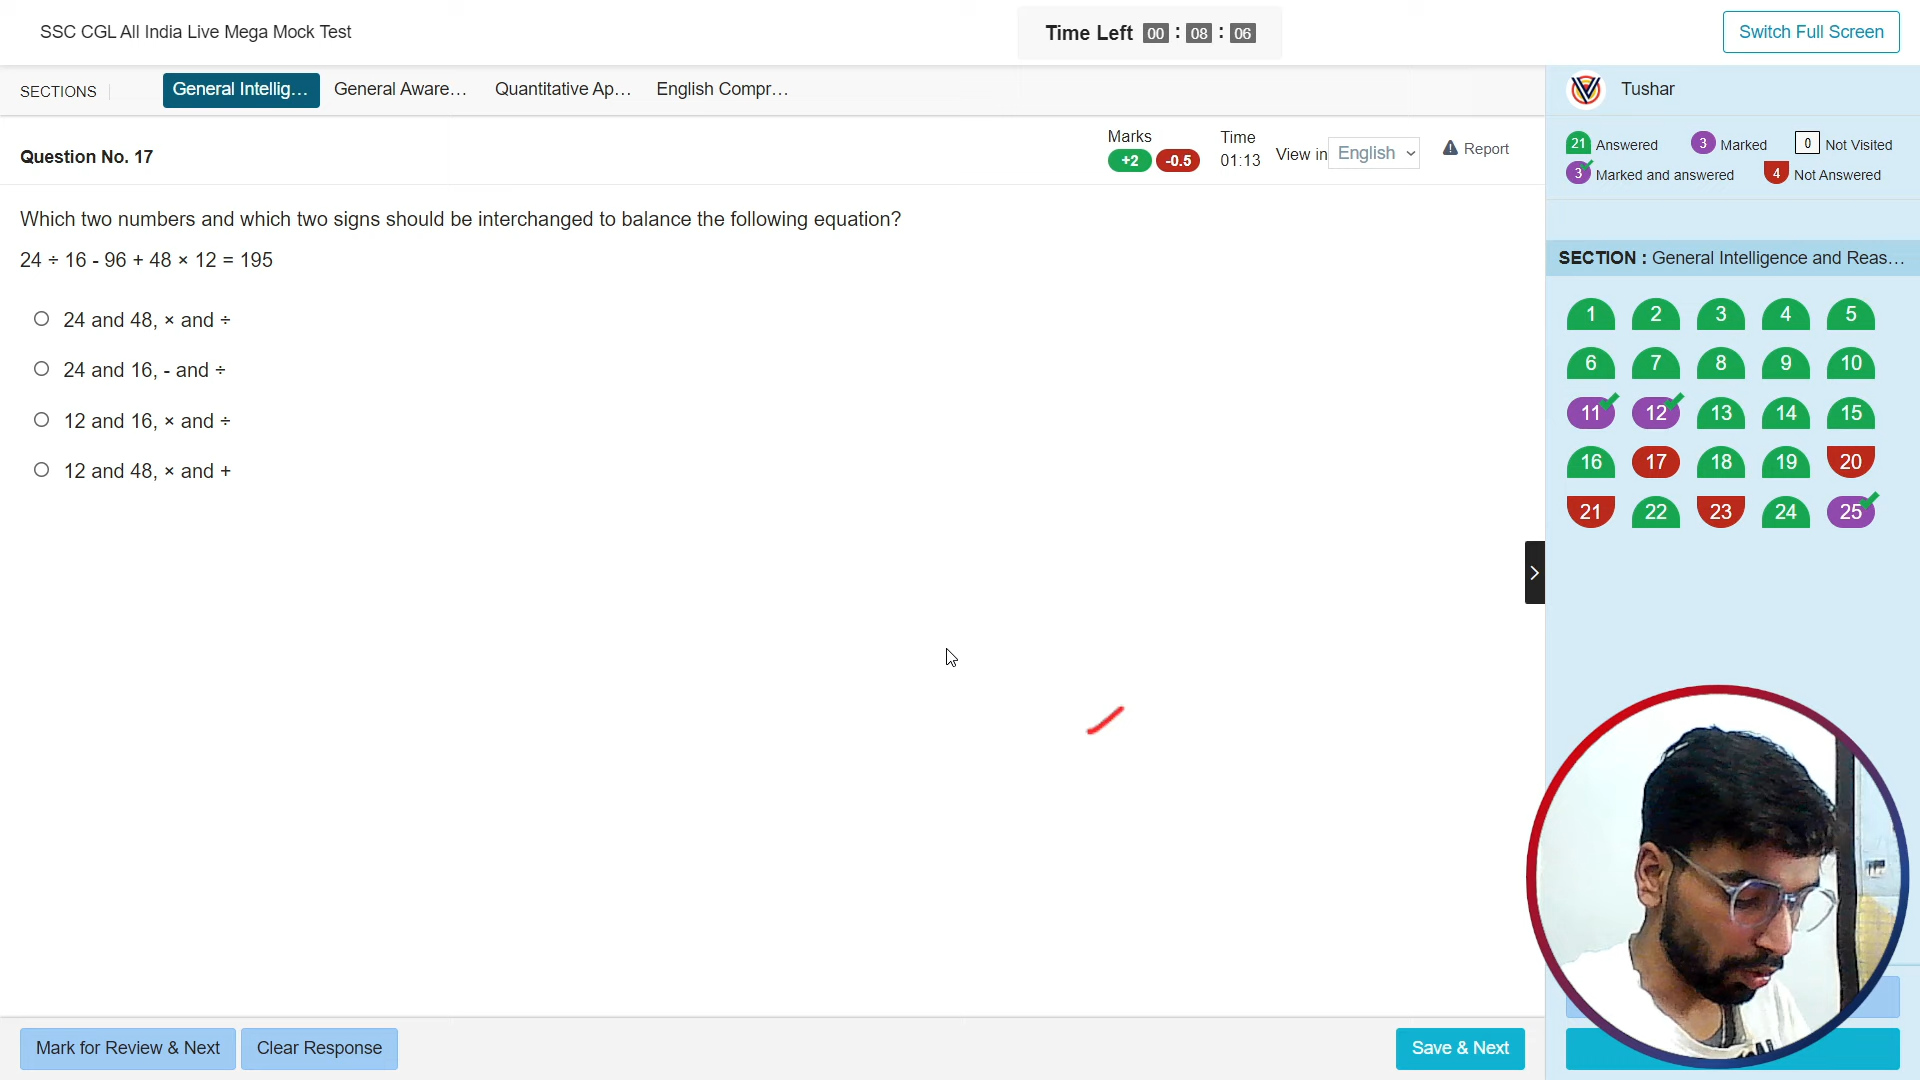 SSC CGL All India Live Mega Mock Test
Time Left 00 : 08 : 06
Switch Full Screen
SECTIONS
General Intellig...
General Aware...
Quantitative Ap...
English Compr...
Tushar
Question No. 17
Marks
+2 -0.5
Time
01:13
View in English
Report
21 Answered
3 Marked
0 Not Visited
3 Marked and answered
4 Not Answered
Which two numbers and which two signs should be interchanged to balance the following equation?
24 ÷ 16 - 96 + 48 × 12 = 195
24 and 48, × and ÷
24 and 16, - and ÷
12 and 16, × and ÷
12 and 48, × and +
SECTION : General Intelligence and Reas...
1 2 3 4 5
6 7 8 9 10
11 12 13 14 15
16 17 18 19 20
21 22 23 24 25
Mark for Review & Next
Clear Response
Save & Next